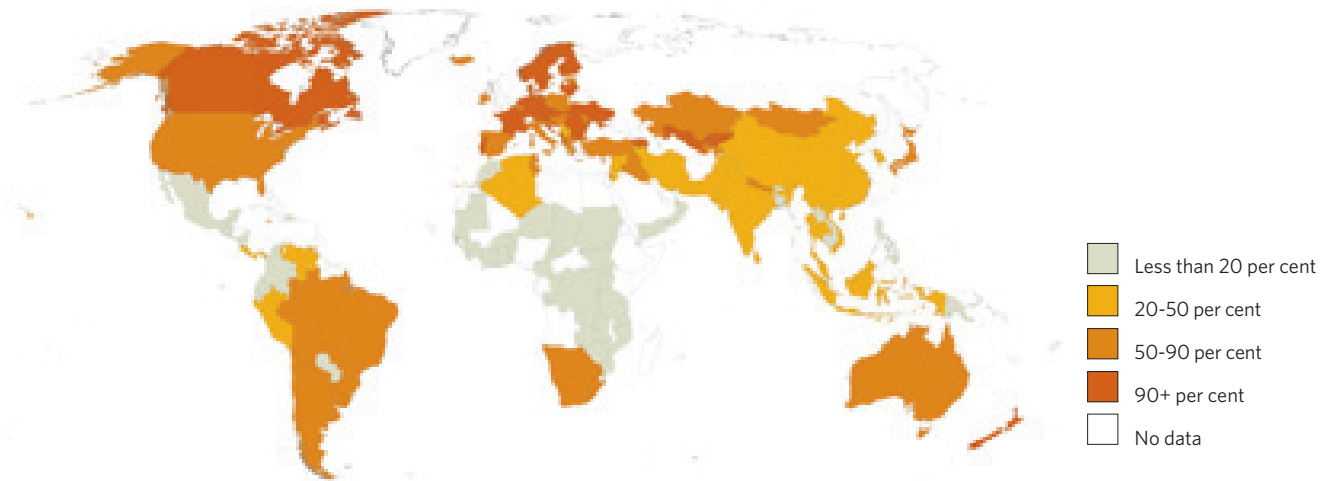 Less than 20 per cent
20-50 per cent
50-90 per cent
90+ per cent
No data